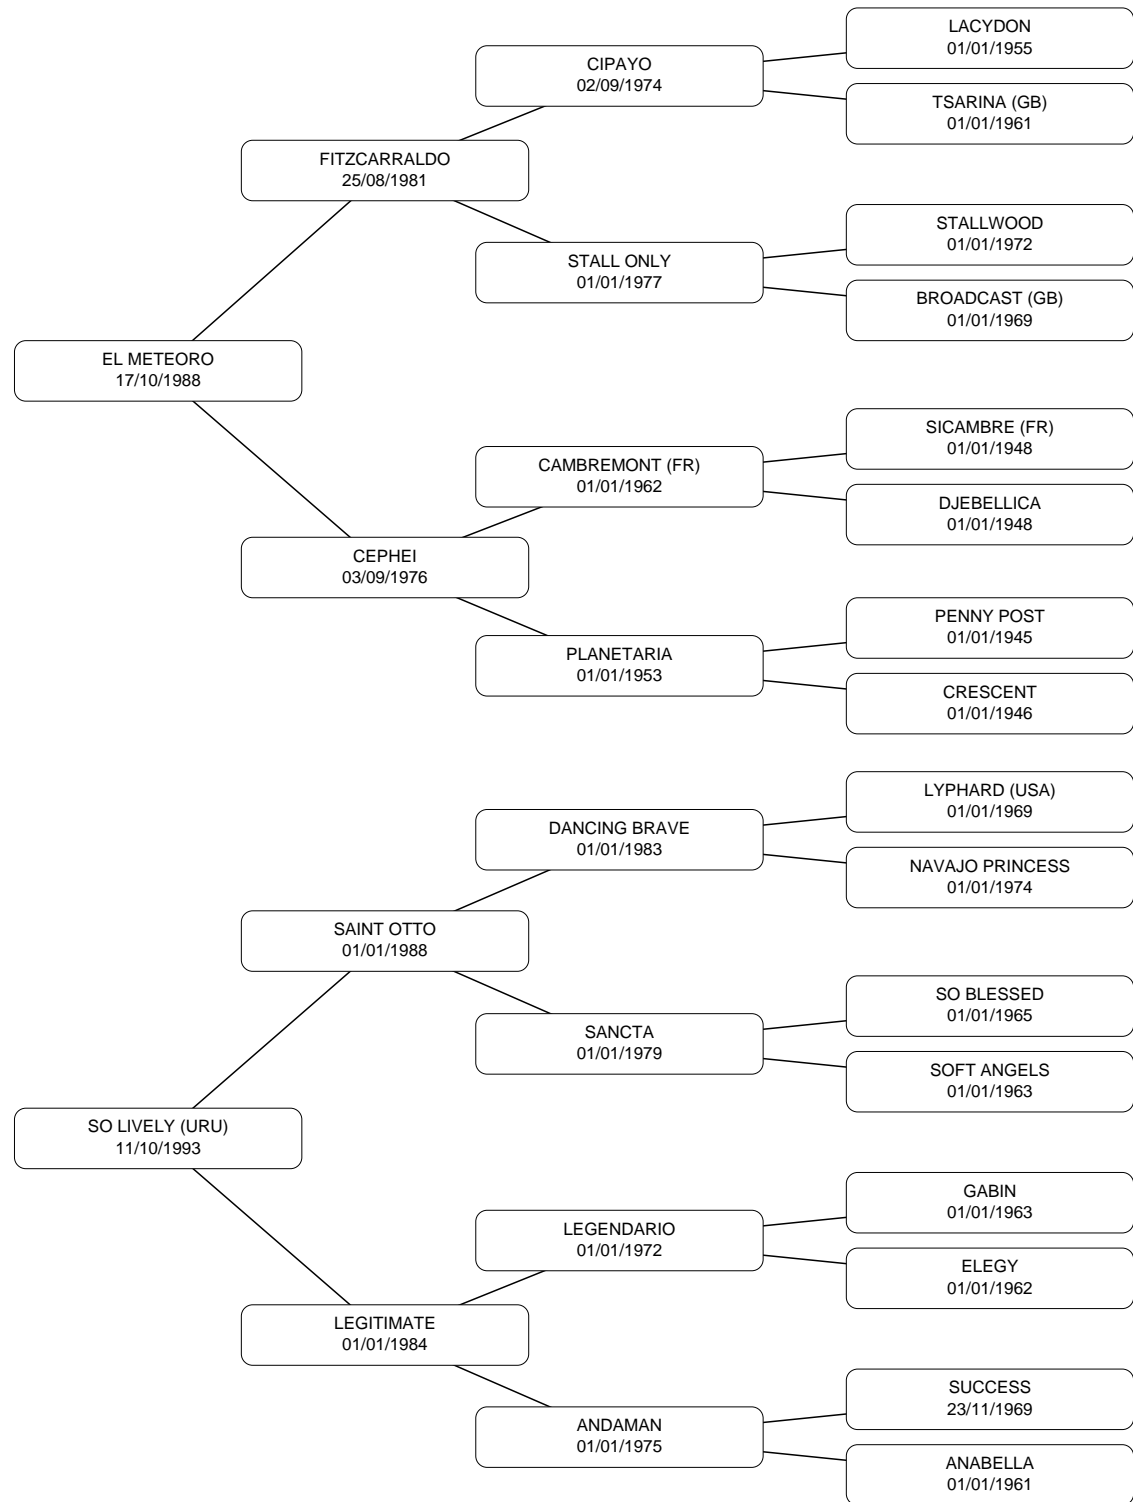 LACYDON
01/01/1955
CIPAYO
02/09/1974
TSARINA (GB)
01/01/1961
FITZCARRALDO
25/08/1981
STALLWOOD
01/01/1972
STALL ONLY
01/01/1977
BROADCAST (GB)
01/01/1969
EL METEORO
17/10/1988
SICAMBRE (FR)
01/01/1948
CAMBREMONT (FR)
01/01/1962
DJEBELLICA
01/01/1948
CEPHEI
03/09/1976
PENNY POST
01/01/1945
PLANETARIA
01/01/1953
CRESCENT
01/01/1946
LYPHARD (USA)
01/01/1969
DANCING BRAVE
01/01/1983
NAVAJO PRINCESS
01/01/1974
SAINT OTTO
01/01/1988
SO BLESSED
01/01/1965
SANCTA
01/01/1979
SOFT ANGELS
01/01/1963
SO LIVELY (URU)
11/10/1993
GABIN
01/01/1963
LEGENDARIO
01/01/1972
ELEGY
01/01/1962
LEGITIMATE
01/01/1984
SUCCESS
23/11/1969
ANDAMAN
01/01/1975
ANABELLA
01/01/1961